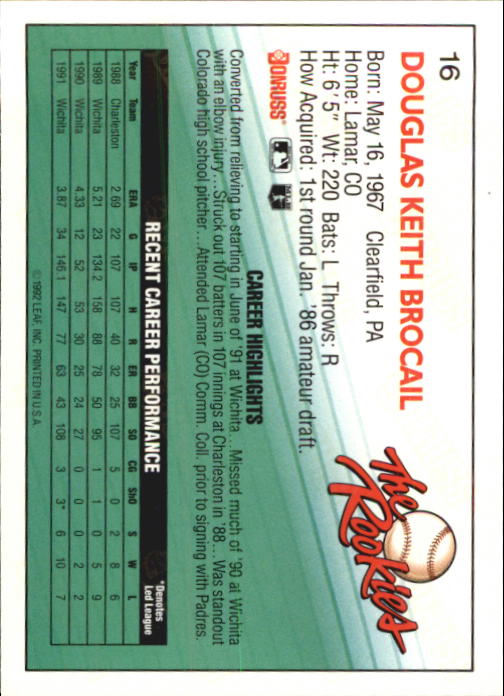 16
DOUGLAS KEITH BROCAIL
Born: May 16, 1967 Clearfield, PA
Home: Lamar, CO
Ht: 6' 5" Wt: 220 Bats: L Throws: R
How Acquired: 1st round Jan. '86 amateur draft.
The
Rookies
DONRUSS
CAREER HIGHLIGHTS
Converted from relieving to starting in June of '91 at Wichita...Missed much of '90 at Wichita
with an elbow injury...Struck out 107 batters in 107 innings at Charleston in '88...Was standout
Colorado high school pitcher...Attended Lamar (CO) Comm. Coll. prior to signing with Padres.
RECENT CAREER PERFORMANCE
*Denotes
Led League
Year Team ERA G IP H R ER BB SO CG ShO S W L
1988 Charleston 2.69 22 107 107 40 32 25 107 5 0 2 8 6
1989 Wichita 5.21 23 134.2 158 88 78 50 95 1 1 0 5 9
1990 Wichita 4.33 12 52 53 30 25 24 27 0 0 0 2 2
1991 Wichita 3.87 34 146.1 147 77 63 43 108 3 3* 6 10 7
©1992 LEAF, INC. PRINTED IN U.S.A.